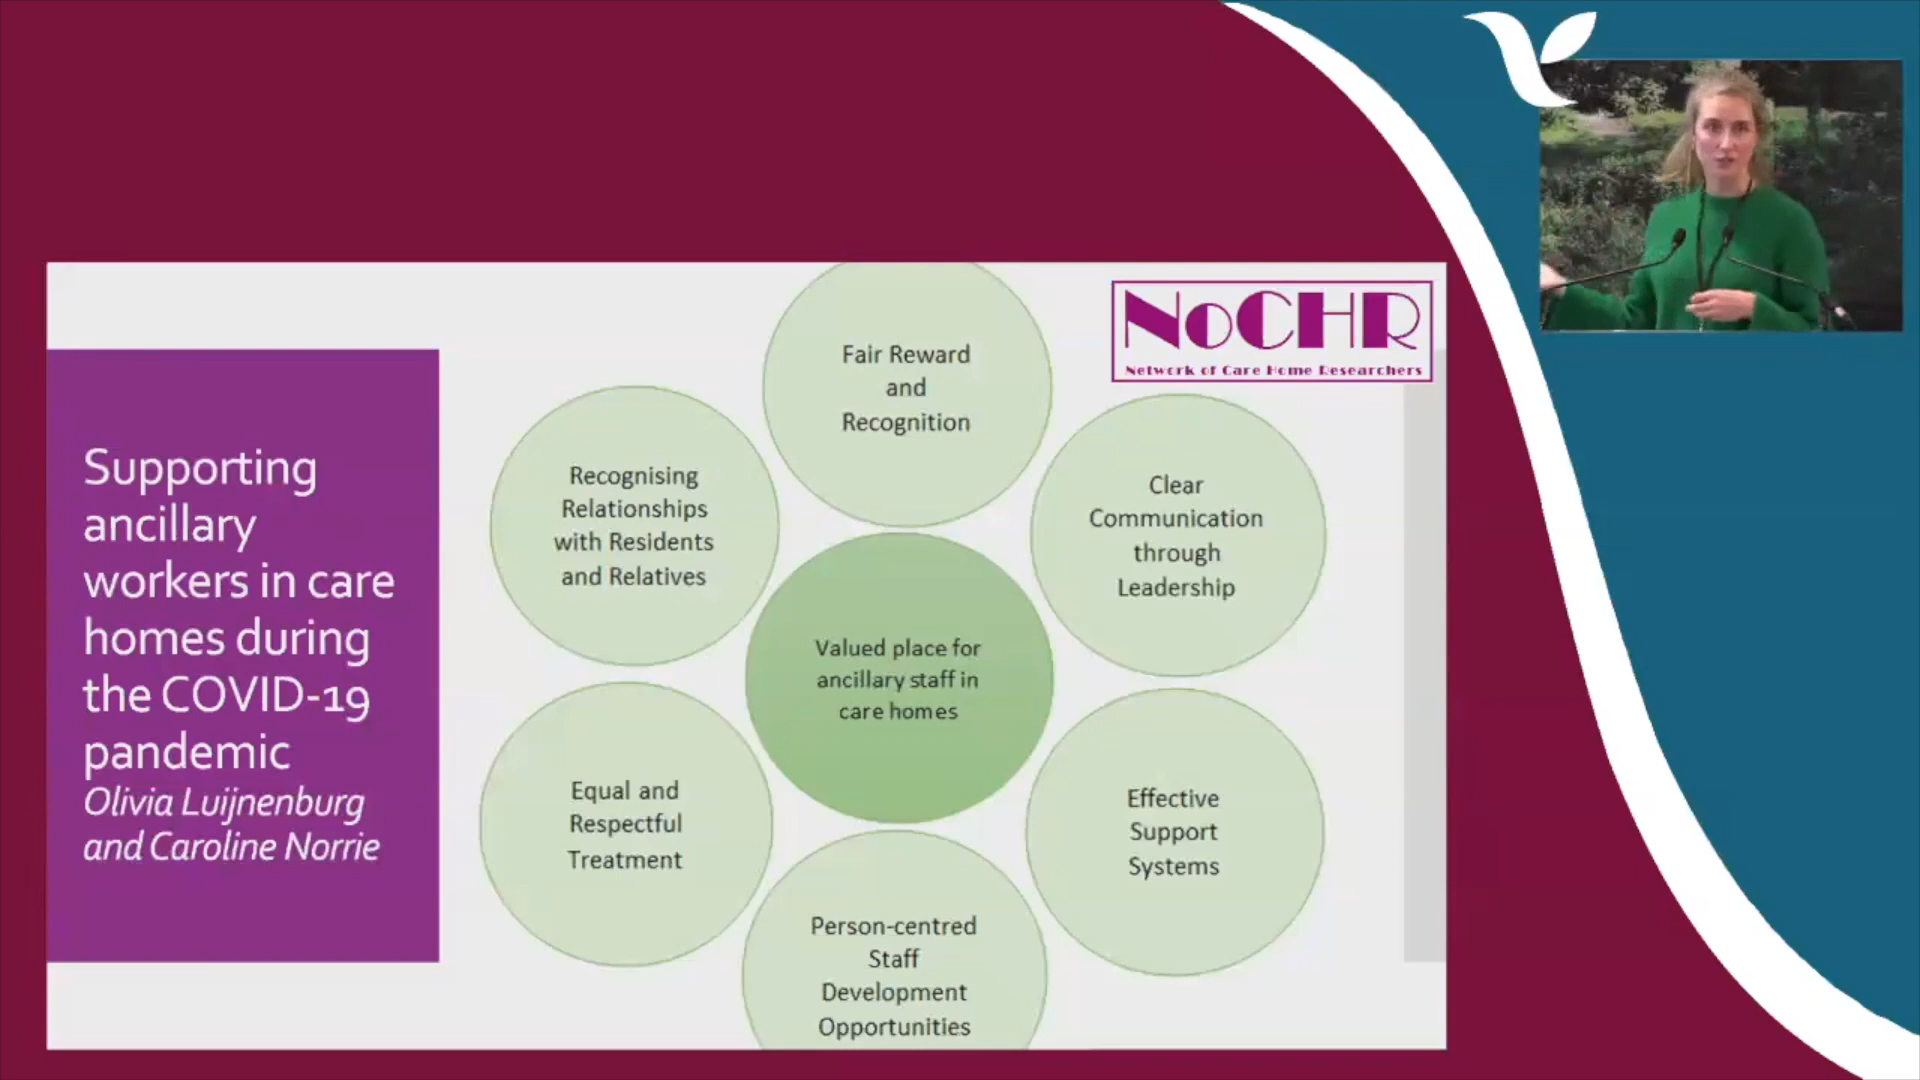 Supporting
ancillary
workers in care
homes during
the COVID-19
pandemic
Olivia Luijnenburg
and Caroline Norrie
Fair Reward
and
Recognition
NoCHR
Network of Care Home Researchers
Recognising
Relationships
with Residents
and Relatives
Clear
Communication
through
Leadership
Valued place for
ancillary staff in
care homes
Equal and
Respectful
Treatment
Effective
Support
Systems
Person-centred
Staff
Development
Opportunities